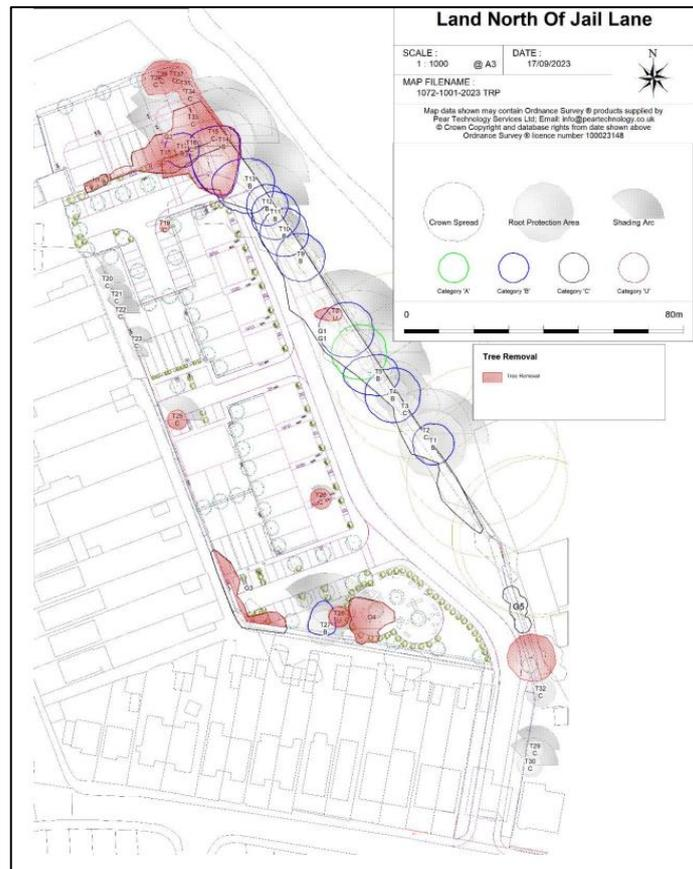 Land North Of Jail Lane
SCALE :
1 : 1000 @ A3
DATE :
17/09/2023
MAP FILENAME :
1072-1001-2023 TRP
N
Map data shown may contain Ordnance Survey ® products supplied by
Pear Technology Services Ltd; Email: info@peartechnology.co.uk
© Crown Copyright and database rights from date shown above
Ordnance Survey ® licence number 100023148
Crown Spread
Root Protection Area
Shading Arc
Category 'A'
Category 'B'
Category 'C'
Category 'U'
0
80m
Tree Removal
Tree Removal
T37
T34
C
T33
C
T13
B
T12
B
T11
B
T10
B
T9
B
T20
C
T21
C
T22
C
T23
C
G1
G1
T5
B
T4
B
T3
C
T2
C
T1
B
T25
C
G3
T27
B
G4
G5
T32
C
T29
C
T30
C